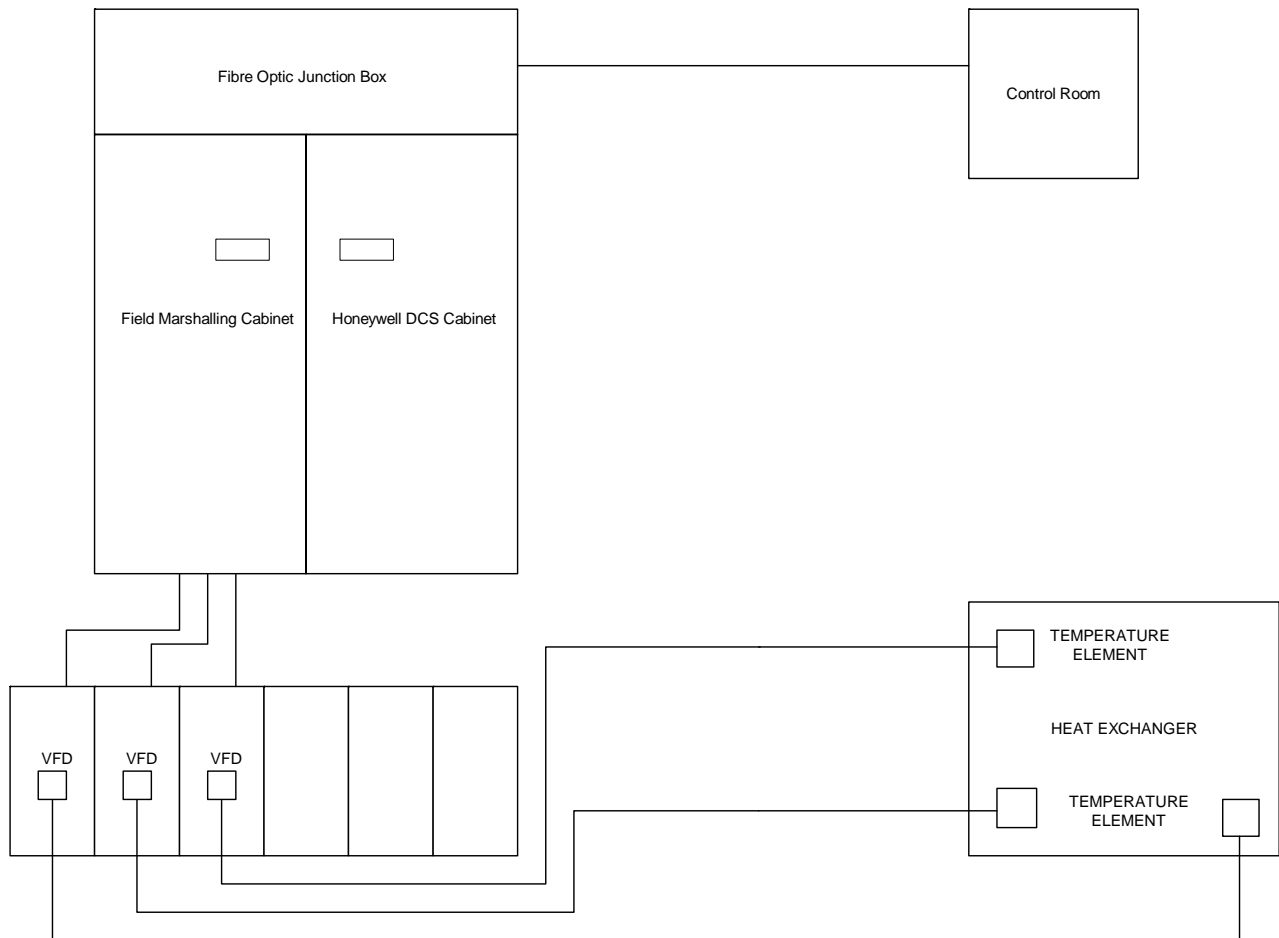 Fibre Optic Junction Box
Control Room
Field Marshalling Cabinet
Honeywell DCS Cabinet
TEMPERATURE
ELEMENT
HEAT EXCHANGER
VFD
VFD
VFD
TEMPERATURE
ELEMENT